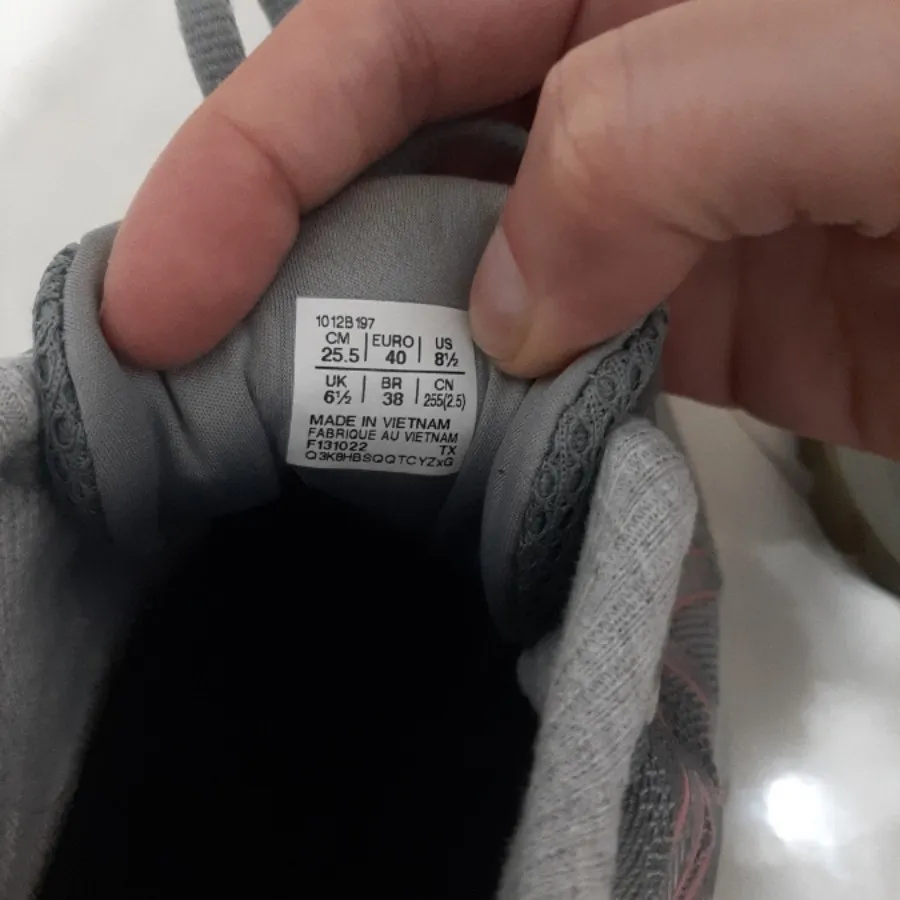 1012B197
CM | EURO | US
25.5 | 40 | 8½
UK | BR | CN
6½ | 38 | 255(2.5)
MADE IN VIETNAM
FABRIQUE AU VIETNAM
F131022 TX
Q3K8HBSQQTCYZxG